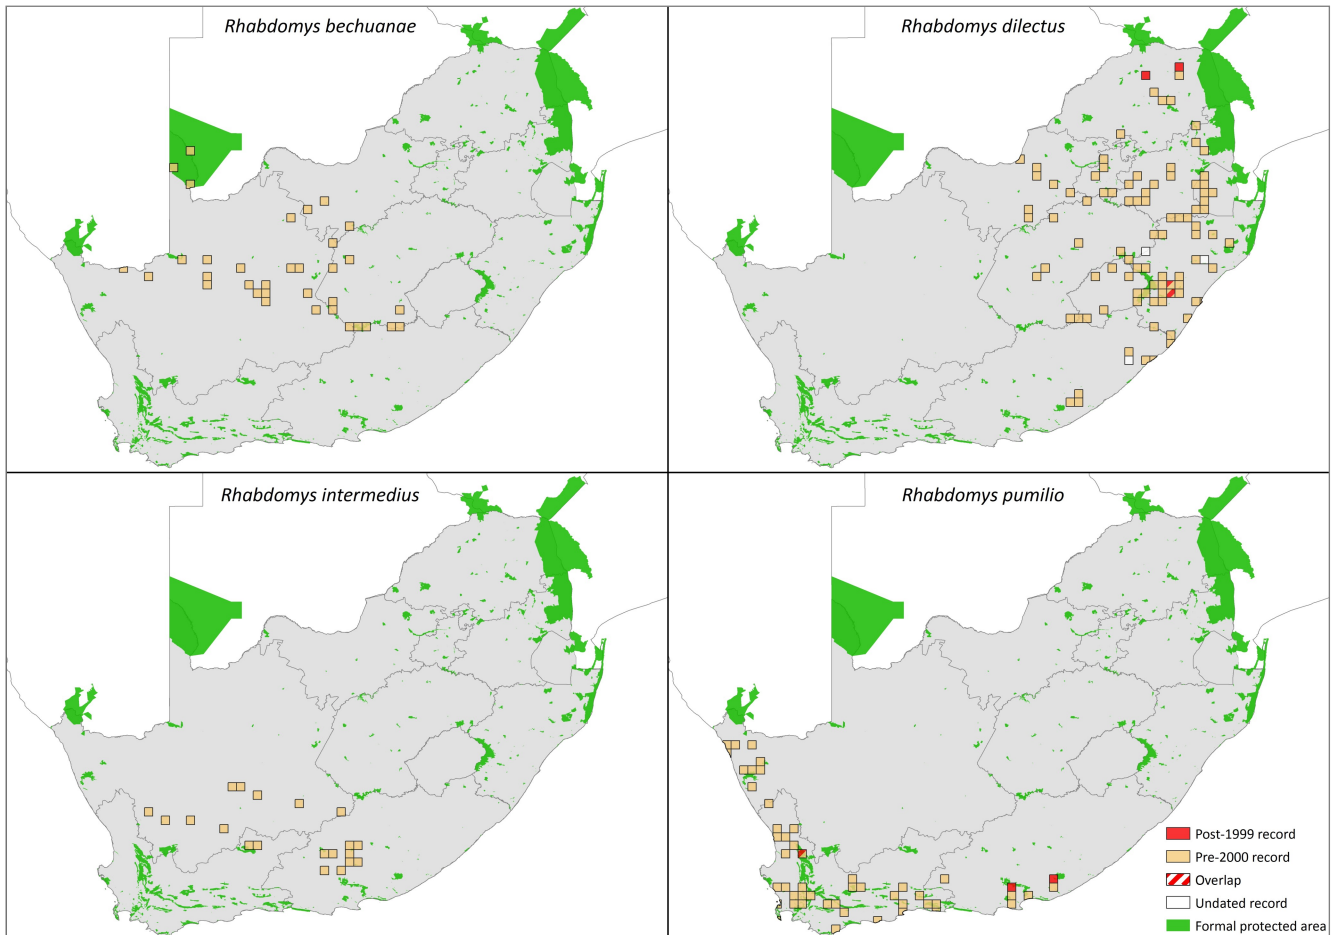 Rhabdomys bechuanae
Rhabdomys dilectus
Rhabdomys intermedius
Rhabdomys pumilio
Post-1999 record
Pre-2000 record
Overlap
Undated record
Formal protected area